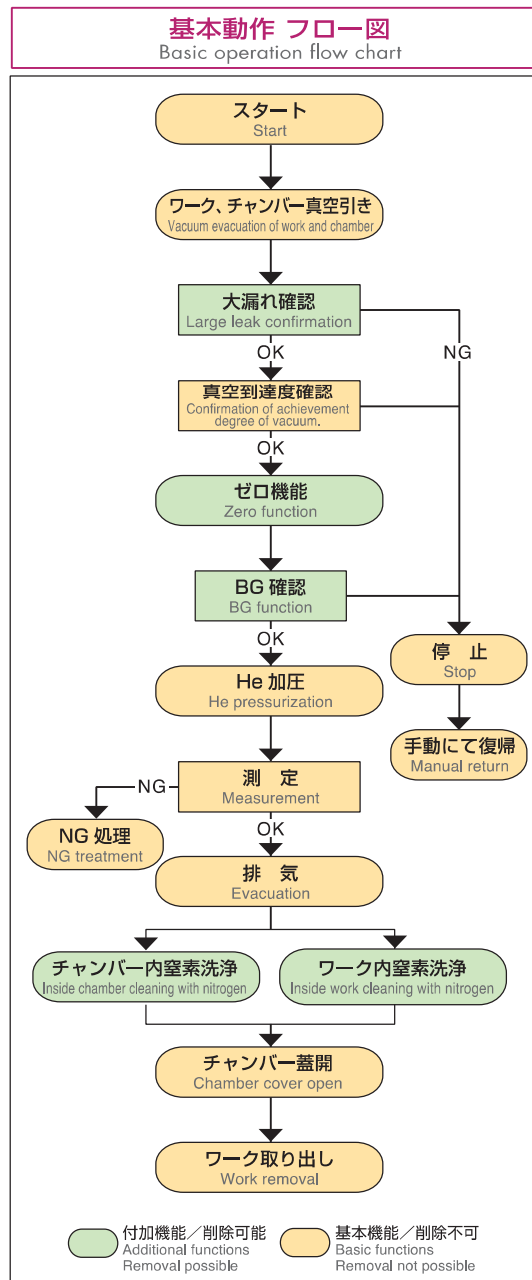 基本動作 フロー図
Basic operation flow chart
スタート
Start
ワーク、チャンバー真空引き
Vacuum evacuation of work and chamber
大漏れ確認
Large leak confirmation
OK
NG
真空到達度確認
Confirmation of achievement
degree of vacuum.
OK
ゼロ機能
Zero function
BG 確認
BG function
OK
停 止
Stop
He 加圧
He pressurization
手動にて復帰
Manual return
測 定
Measurement
NG
NG 処理
NG treatment
OK
排 気
Evacuation
チャンバー内窒素洗浄
Inside chamber cleaning with nitrogen
ワーク内窒素洗浄
Inside work cleaning with nitrogen
チャンバー蓋開
Chamber cover open
ワーク取り出し
Work removal
付加機能／削除可能
Additional functions
Removal possible
基本機能／削除不可
Basic functions
Removal not possible